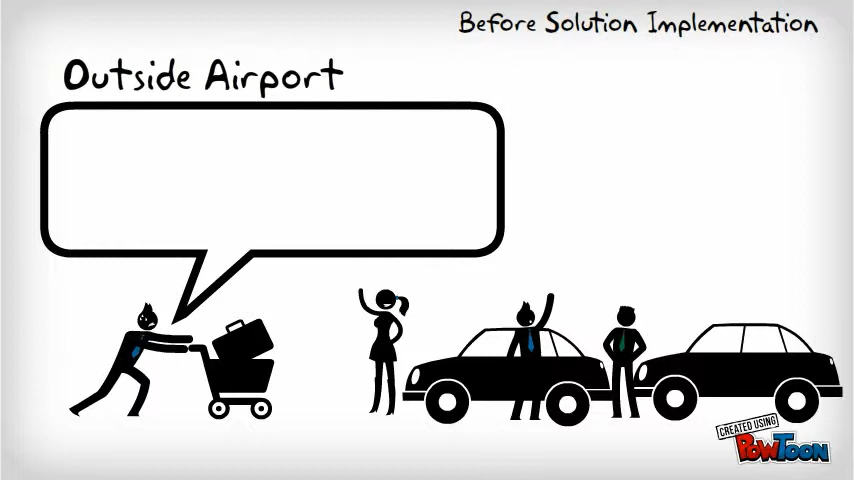 Before Solution Implementation
Outside Airport
CREATED USING
PowToon